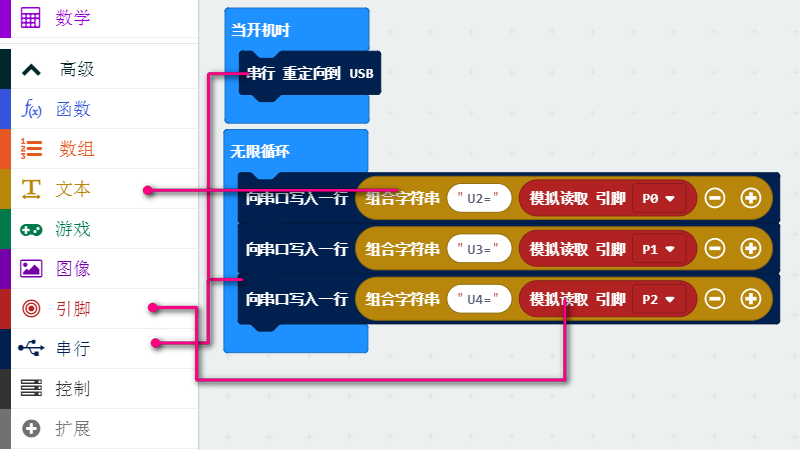 数学
高级
函数
数组
文本
游戏
图像
引脚
串行
控制
扩展
当开机时
串行 重定向到 USB
无限循环
向串口写入一行 组合字符串 "U2=" 模拟读取 引脚 P0
向串口写入一行 组合字符串 "U3=" 模拟读取 引脚 P1
向串口写入一行 组合字符串 "U4=" 模拟读取 引脚 P2